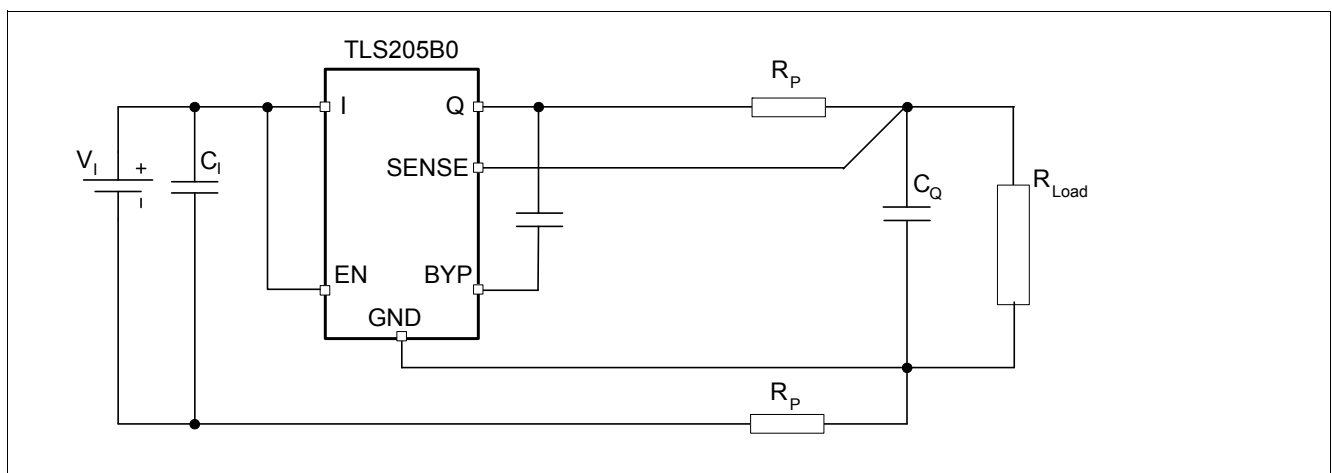 TLS205B0
R_P
I
Q
V_I
+
C_I
SENSE
C_Q
R_Load
EN
BYP
GND
R_P